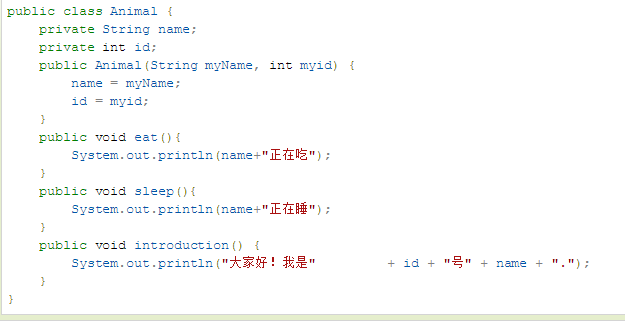 public class Animal {
    private String name;
    private int id;
    public Animal(String myName, int myid) {
        name = myName;
        id = myid;
    }
    public void eat(){
        System.out.println(name+"正在吃");
    }
    public void sleep(){
        System.out.println(name+"正在睡");
    }
    public void introduction() {
        System.out.println("大家好！我是"         + id + "号" + name + ".");
    }
}